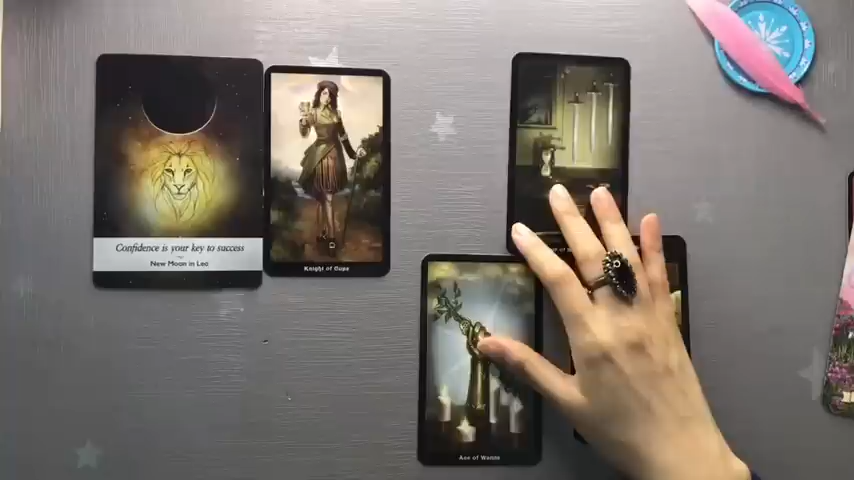 Confidence is your key to success
New Moon in Leo
Knight of Cups
Ace of Wands